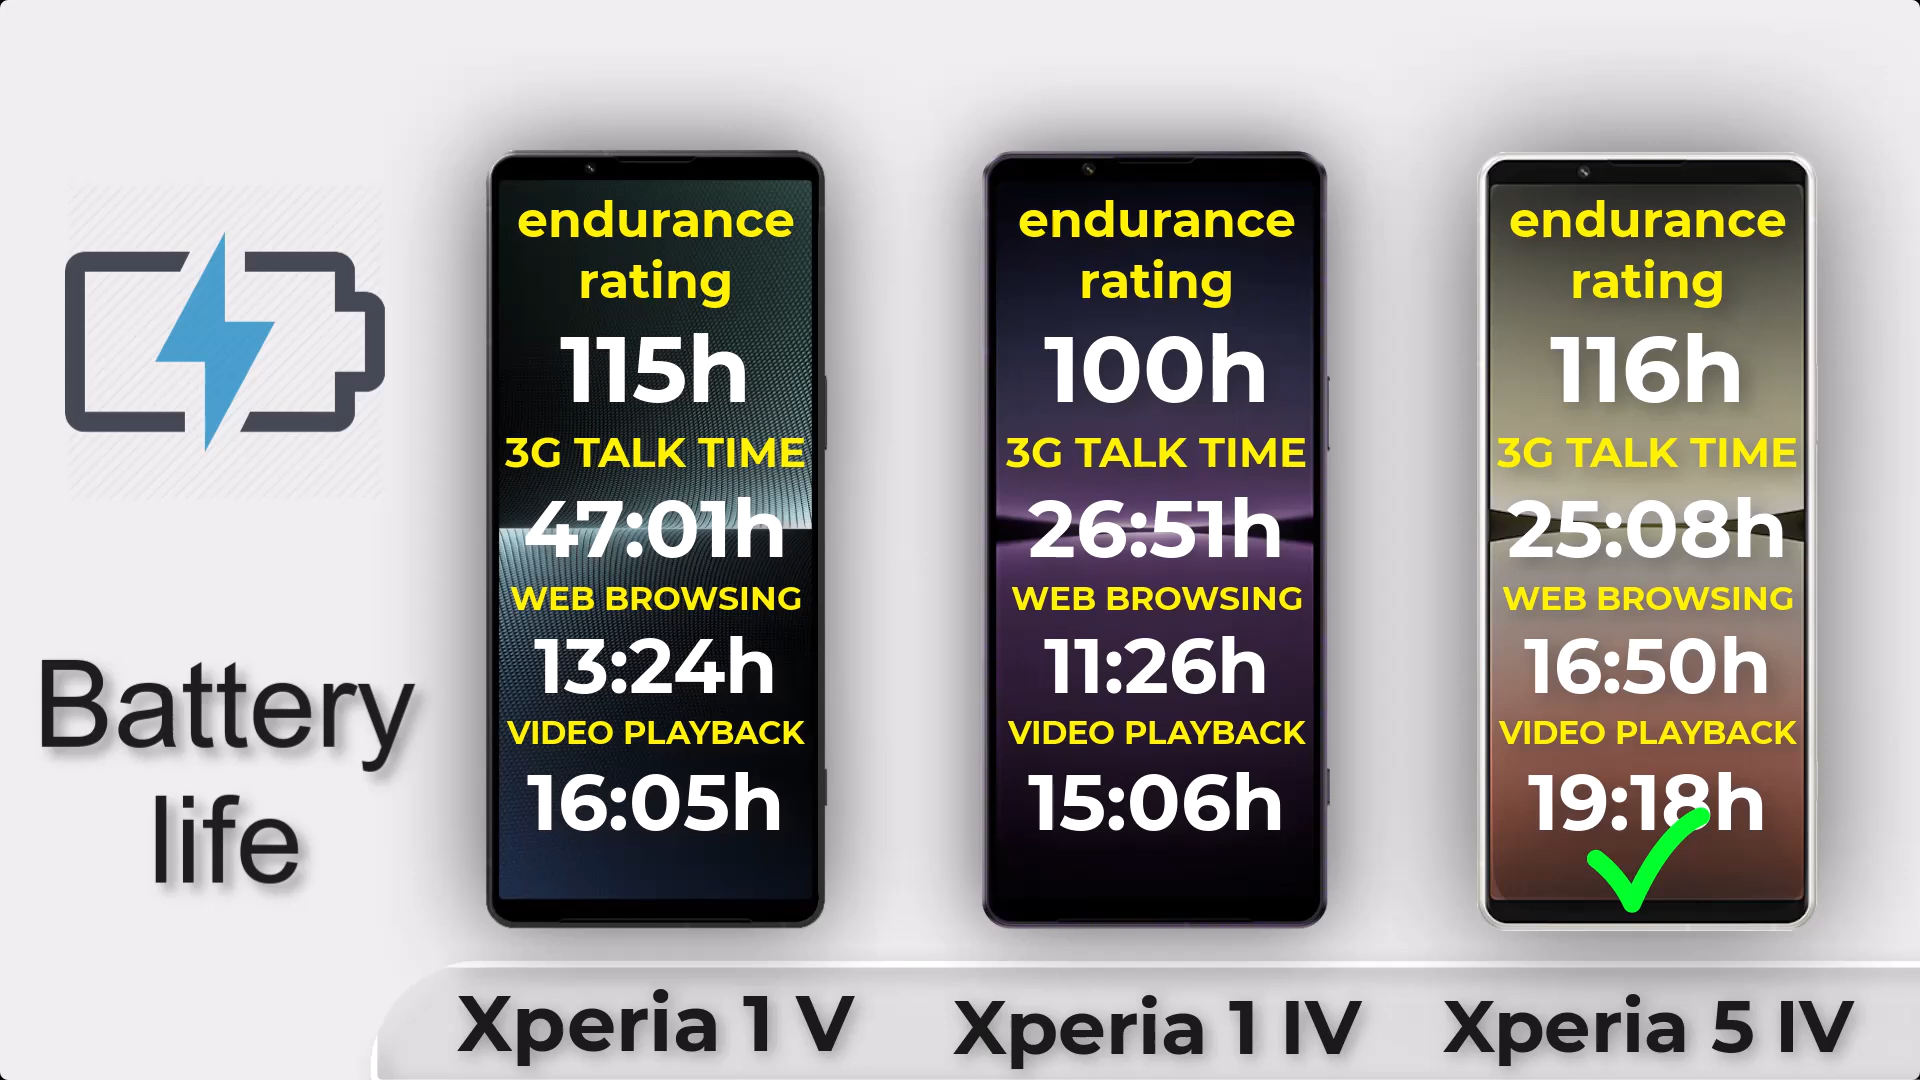 Battery
life
endurance
rating
115h
3G TALK TIME
47:01h
WEB BROWSING
13:24h
VIDEO PLAYBACK
16:05h
Xperia 1 V
endurance
rating
100h
3G TALK TIME
26:51h
WEB BROWSING
11:26h
VIDEO PLAYBACK
15:06h
Xperia 1 IV
endurance
rating
116h
3G TALK TIME
25:08h
WEB BROWSING
16:50h
VIDEO PLAYBACK
19:18h
Xperia 5 IV